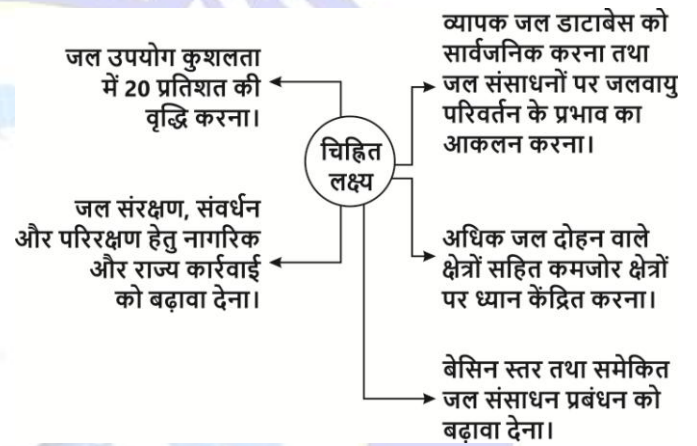 जल उपयोग कुशलता
में 20 प्रतिशत की
वृद्धि करना।
व्यापक जल डाटाबेस को
सार्वजनिक करना तथा
जल संसाधनों पर जलवायु
परिवर्तन के प्रभाव का
आकलन करना।
चिह्नित
लक्ष्य
जल संरक्षण, संवर्धन
और परिरक्षण हेतु नागरिक
और राज्य कार्रवाई
को बढ़ावा देना।
अधिक जल दोहन वाले
क्षेत्रों सहित कमजोर क्षेत्रों
पर ध्यान केंद्रित करना।
बेसिन स्तर तथा समेकित
जल संसाधन प्रबंधन को
बढ़ावा देना।